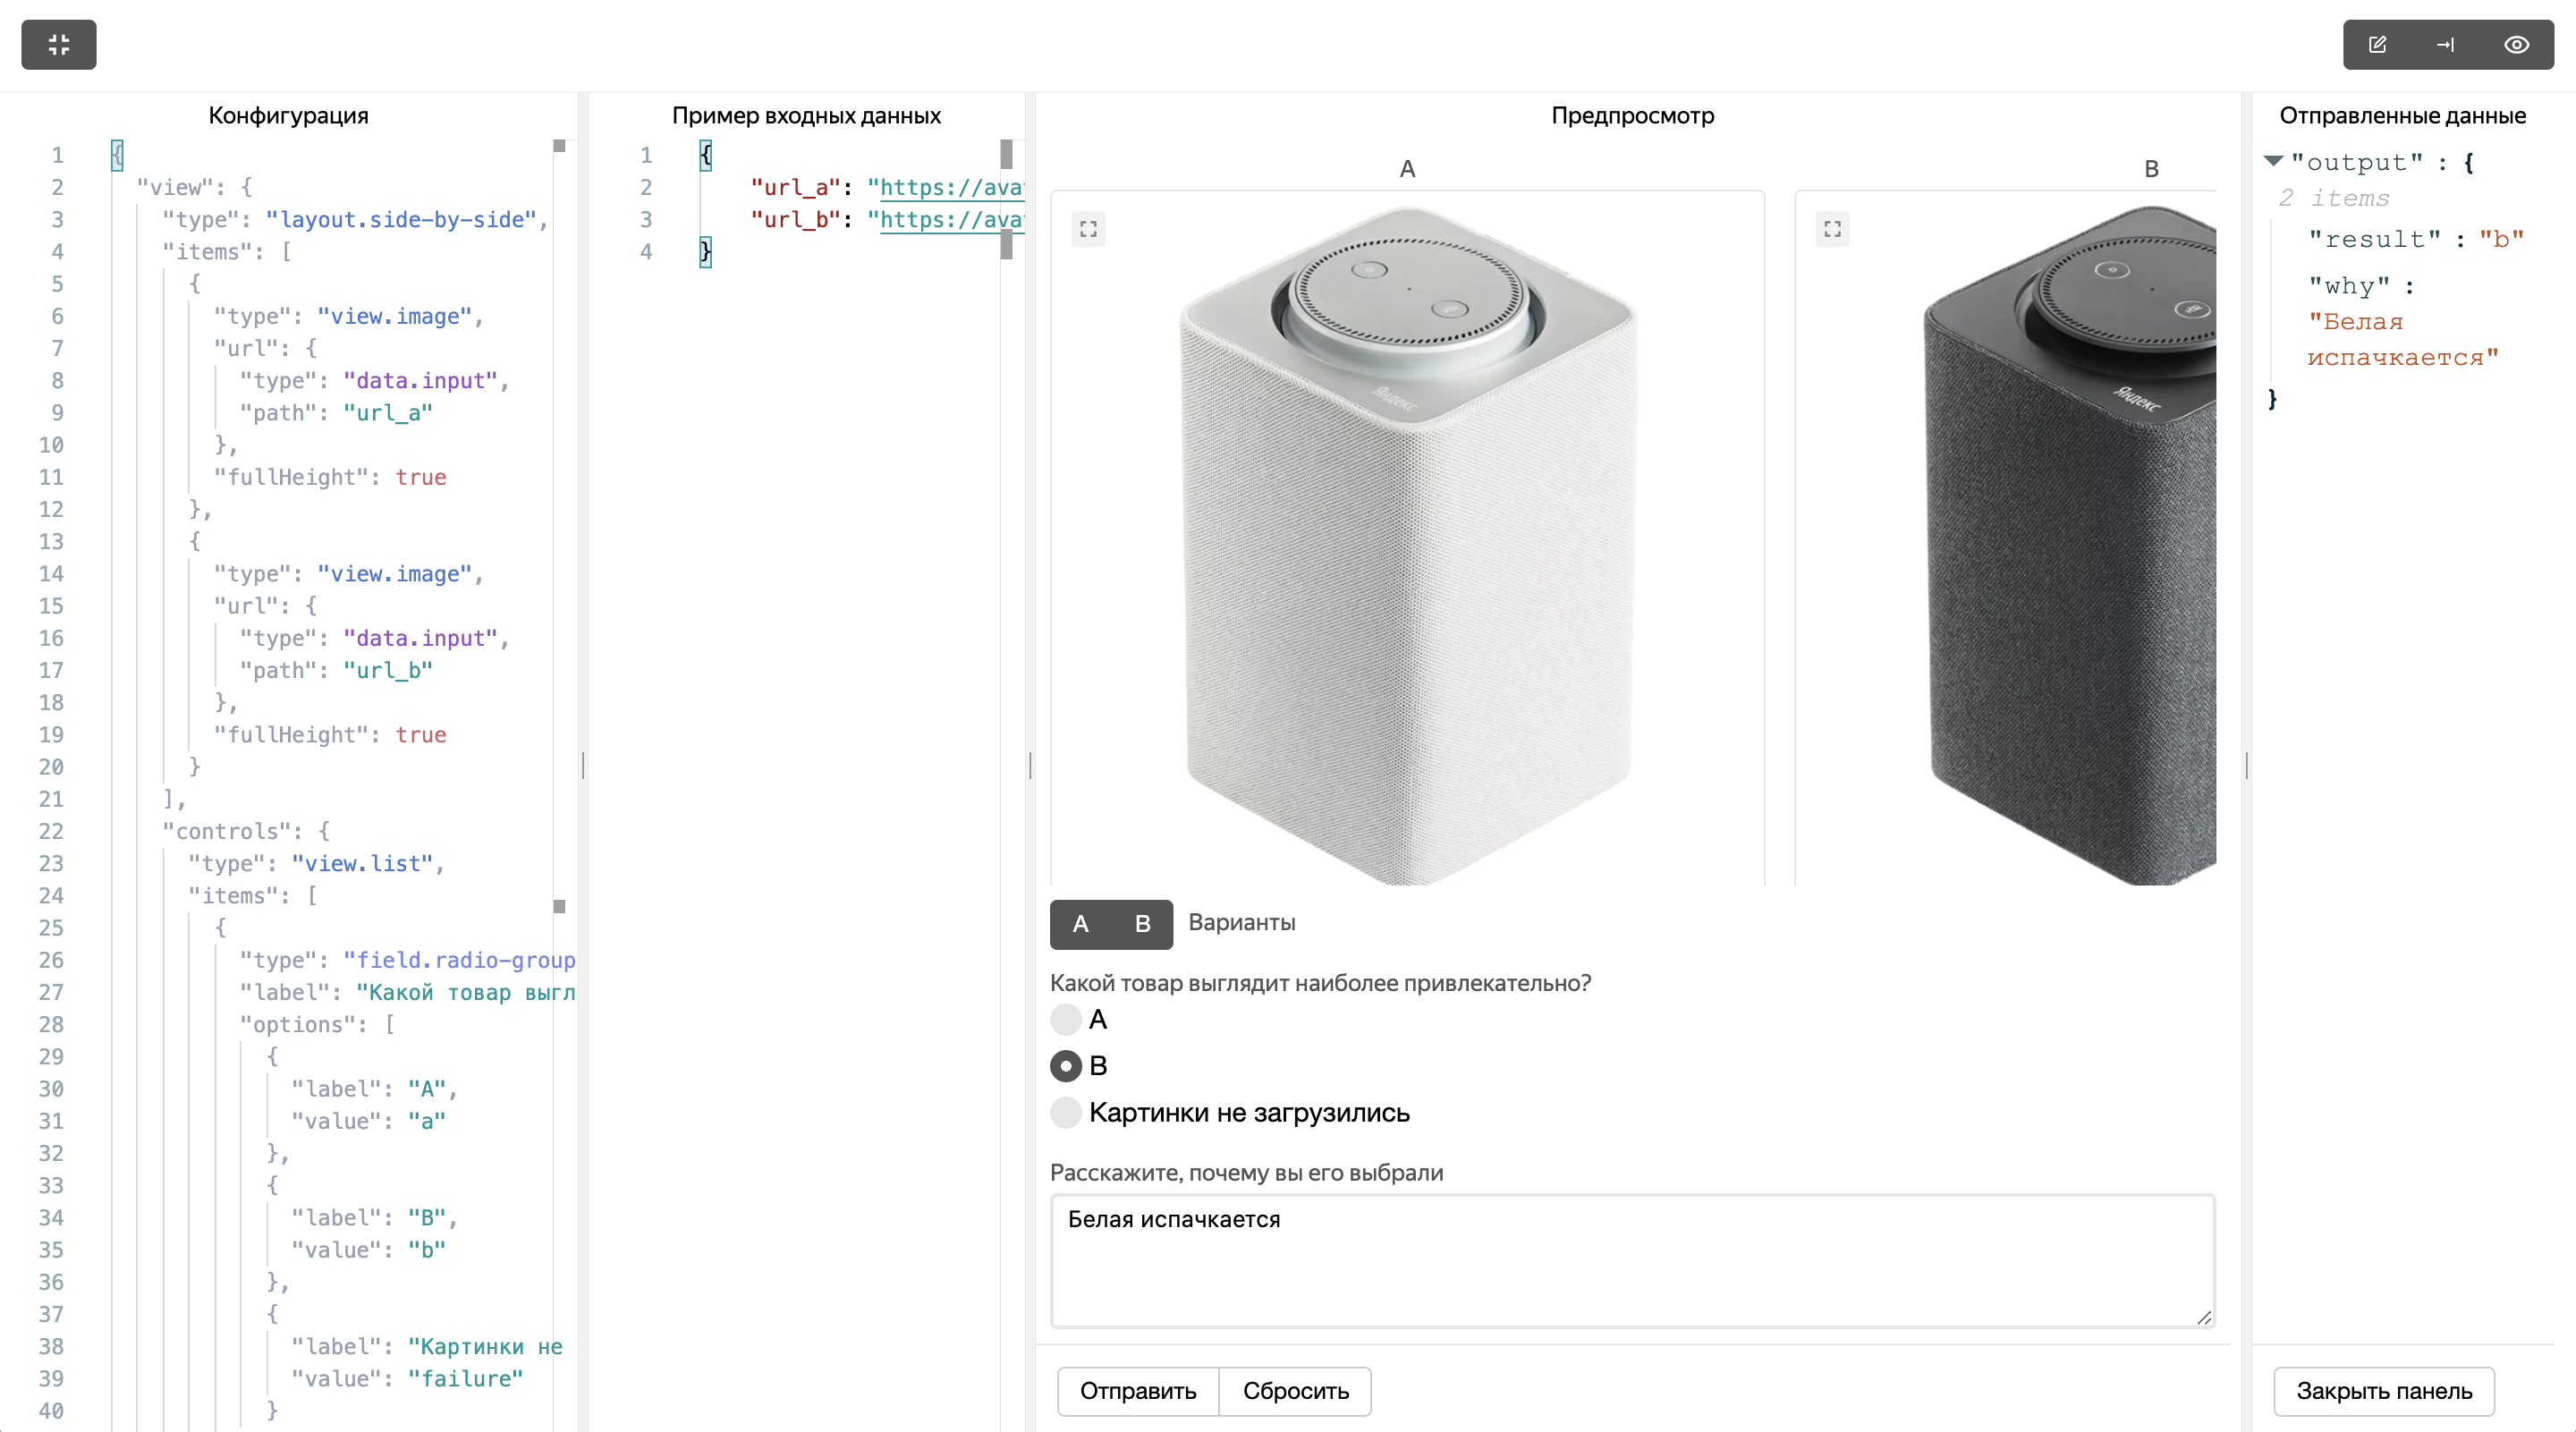 Конфигурация
1 {
2 "view": {
3 "type": "layout.side-by-side",
4 "items": [
5 {
6 "type": "view.image",
7 "url": {
8 "type": "data.input",
9 "path": "url_a"
10 },
11 "fullHeight": true
12 },
13 {
14 "type": "view.image",
15 "url": {
16 "type": "data.input",
17 "path": "url_b"
18 },
19 "fullHeight": true
20 }
21 ],
22 "controls": {
23 "type": "view.list",
24 "items": [
25 {
26 "type": "field.radio-group
27 "label": "Какой товар выгл
28 "options": [
29 {
30 "label": "A",
31 "value": "a"
32 },
33 {
34 "label": "B",
35 "value": "b"
36 },
37 {
38 "label": "Картинки не
39 "value": "failure"
40 }
Пример входных данных
1 {
2 "url_a": "https://ava
3 "url_b": "https://ava
4 }
Предпросмотр
A
B
Яндекс
Яндекс
A B Варианты
Какой товар выглядит наиболее привлекательно?
A
B
Картинки не загрузились
Расскажите, почему вы его выбрали
Белая испачкается
Отправить Сбросить
Отправленные данные
"output" : {
2 items
"result" : "b"
"why" :
"Белая
испачкается"
}
Закрыть панель